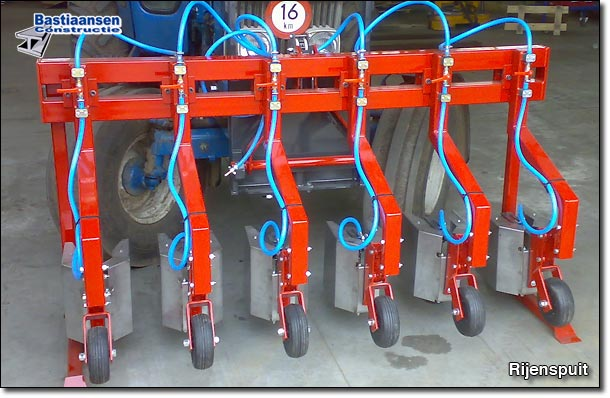 Bastiaansen
Constructie
16
km
Rijenspuit